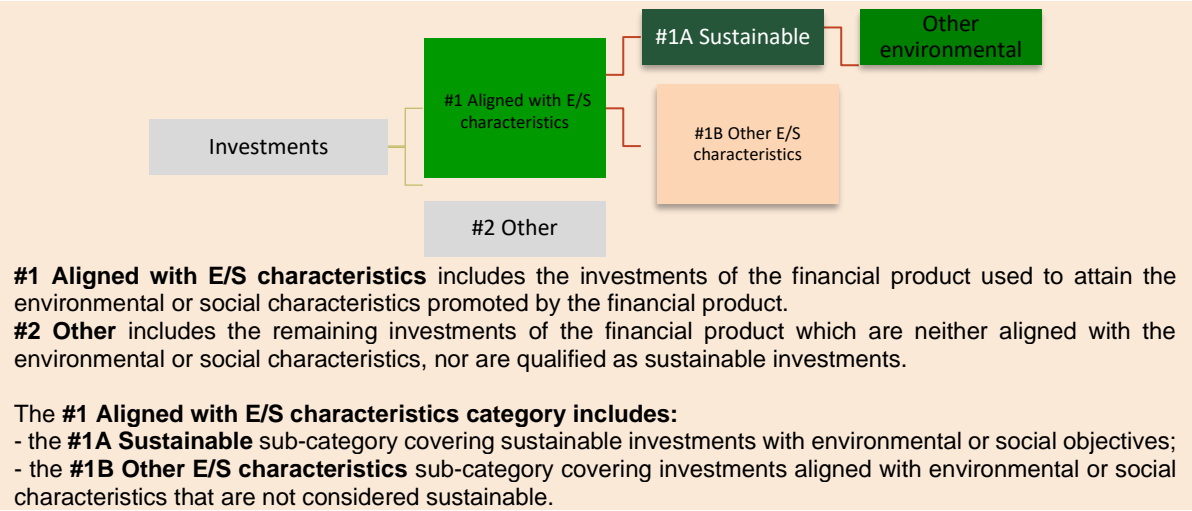 #1A Sustainable
Other
environmental
#1 Aligned with E/S
characteristics
#1B Other E/S
characteristics
Investments
#2 Other
#1 Aligned with E/S characteristics includes the investments of the financial product used to attain the
environmental or social characteristics promoted by the financial product.
#2 Other includes the remaining investments of the financial product which are neither aligned with the
environmental or social characteristics, nor are qualified as sustainable investments.
The #1 Aligned with E/S characteristics category includes:
- the #1A Sustainable sub-category covering sustainable investments with environmental or social objectives;
- the #1B Other E/S characteristics sub-category covering investments aligned with environmental or social
characteristics that are not considered sustainable.